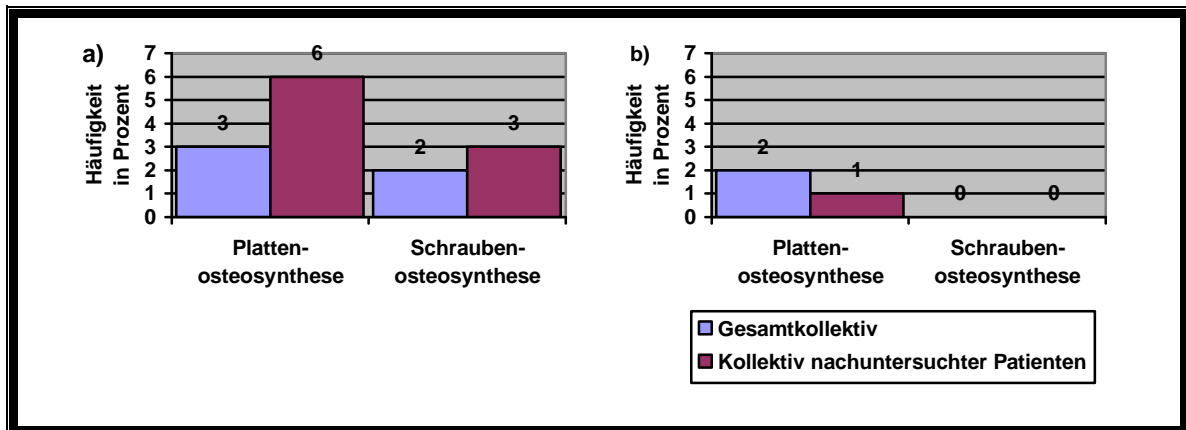 a)
Häufigkeit
in Prozent
7
6
5
4
3
2
1
0
3
6
2
3
Platten-
osteosynthese
Schrauben-
osteosynthese
b)
Häufigkeit
in Prozent
7
6
5
4
3
2
1
0
2
1
0
0
Platten-
osteosynthese
Schrauben-
osteosynthese
Gesamtkollektiv
Kollektiv nachuntersuchter Patienten